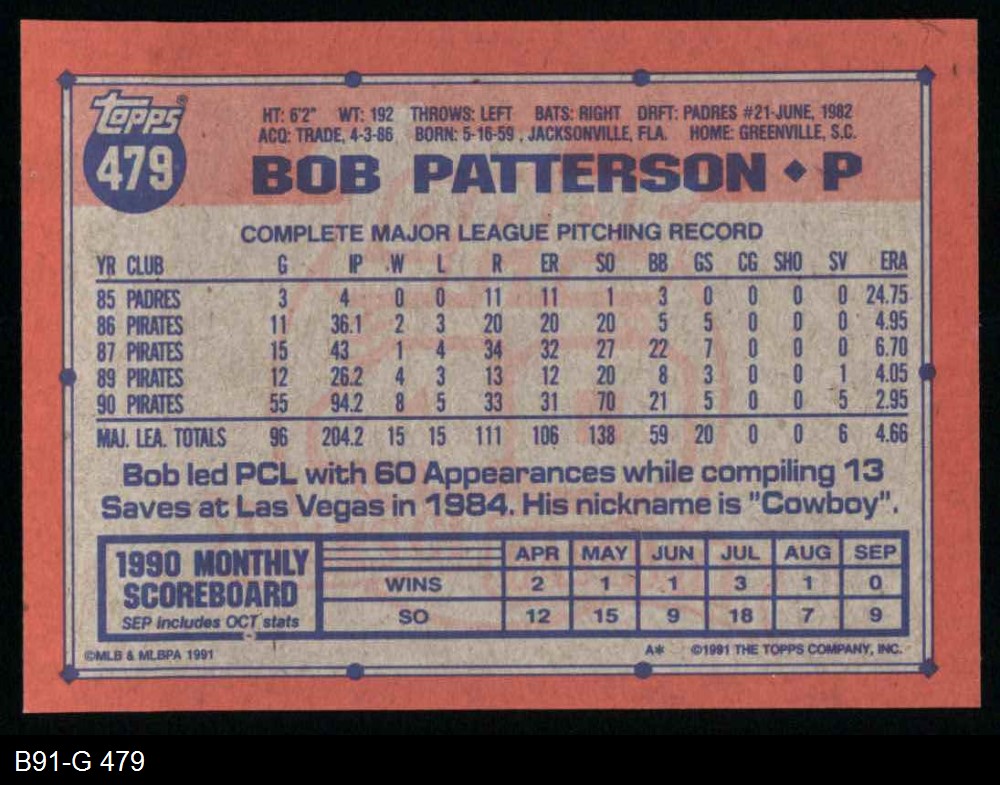 topps®
479
HT: 6'2" WT: 192 THROWS: LEFT BATS: RIGHT DRFT: PADRES #21-JUNE, 1982
ACQ: TRADE, 4-3-86 BORN: 5-16-59, JACKSONVILLE, FLA. HOME: GREENVILLE, S.C.
BOB PATTERSON ♦ P
COMPLETE MAJOR LEAGUE PITCHING RECORD
YR CLUB G IP W L R ER SO BB GS CG SHO SV ERA
85 PADRES 3 4 0 0 11 11 1 3 0 0 0 0 24.75
86 PIRATES 11 36.1 2 3 20 20 20 5 5 0 0 0 4.95
87 PIRATES 15 43 1 4 34 32 27 22 7 0 0 0 6.70
89 PIRATES 12 26.2 4 3 13 12 20 8 3 0 0 1 4.05
90 PIRATES 55 94.2 8 5 33 31 70 21 5 0 0 5 2.95
MAJ. LEA. TOTALS 96 204.2 15 15 111 106 138 59 20 0 0 6 4.66
Bob led PCL with 60 Appearances while compiling 13
Saves at Las Vegas in 1984. His nickname is "Cowboy".
1990 MONTHLY
SCOREBOARD
SEP includes OCT stats
APR MAY JUN JUL AUG SEP
WINS 2 1 1 3 1 0
SO 12 15 9 18 7 9
©MLB & MLBPA 1991
A* ©1991 THE TOPPS COMPANY, INC.
B91-G 479